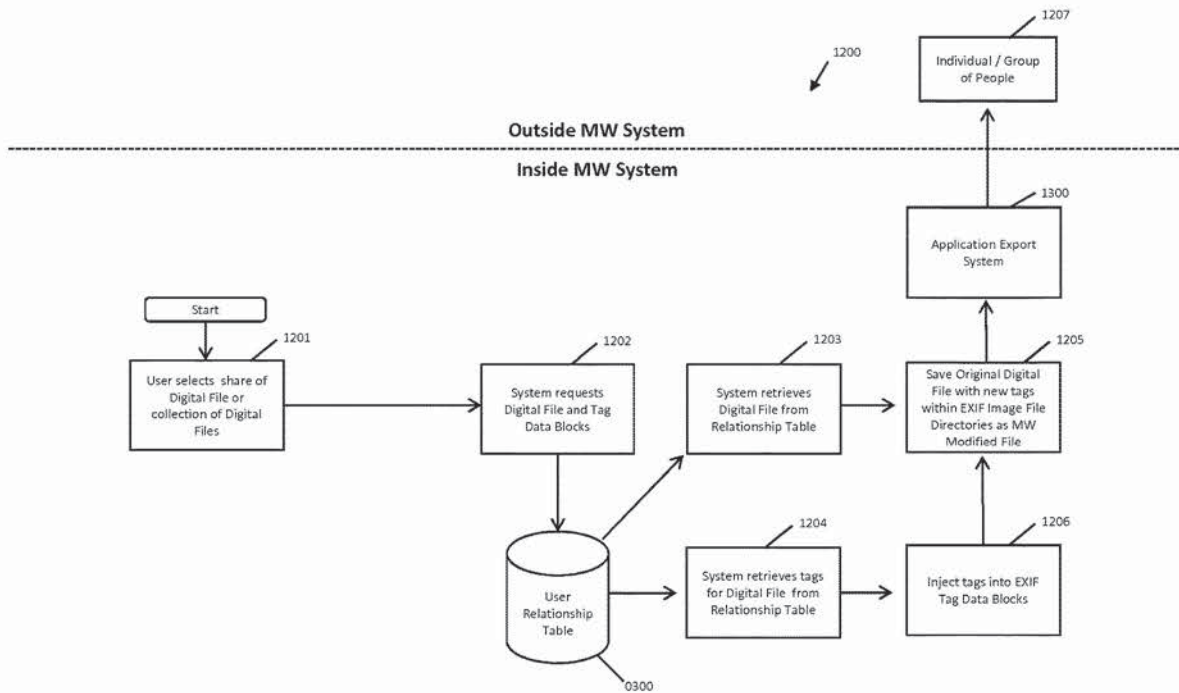 1207
Individual / Group
of People
1200
Outside MW System
Inside MW System
1300
Application Export
System
Start
1201
User selects share of
Digital File or
collection of Digital
Files
1202
System requests
Digital File and Tag
Data Blocks
1203
System retrieves
Digital File from
Relationship Table
1205
Save Original Digital
File with new tags
within EXIF Image File
Directories as MW
Modified File
User
Relationship
Table
0300
1204
System retrieves tags
for Digital File from
Relationship Table
1206
Inject tags into EXIF
Tag Data Blocks